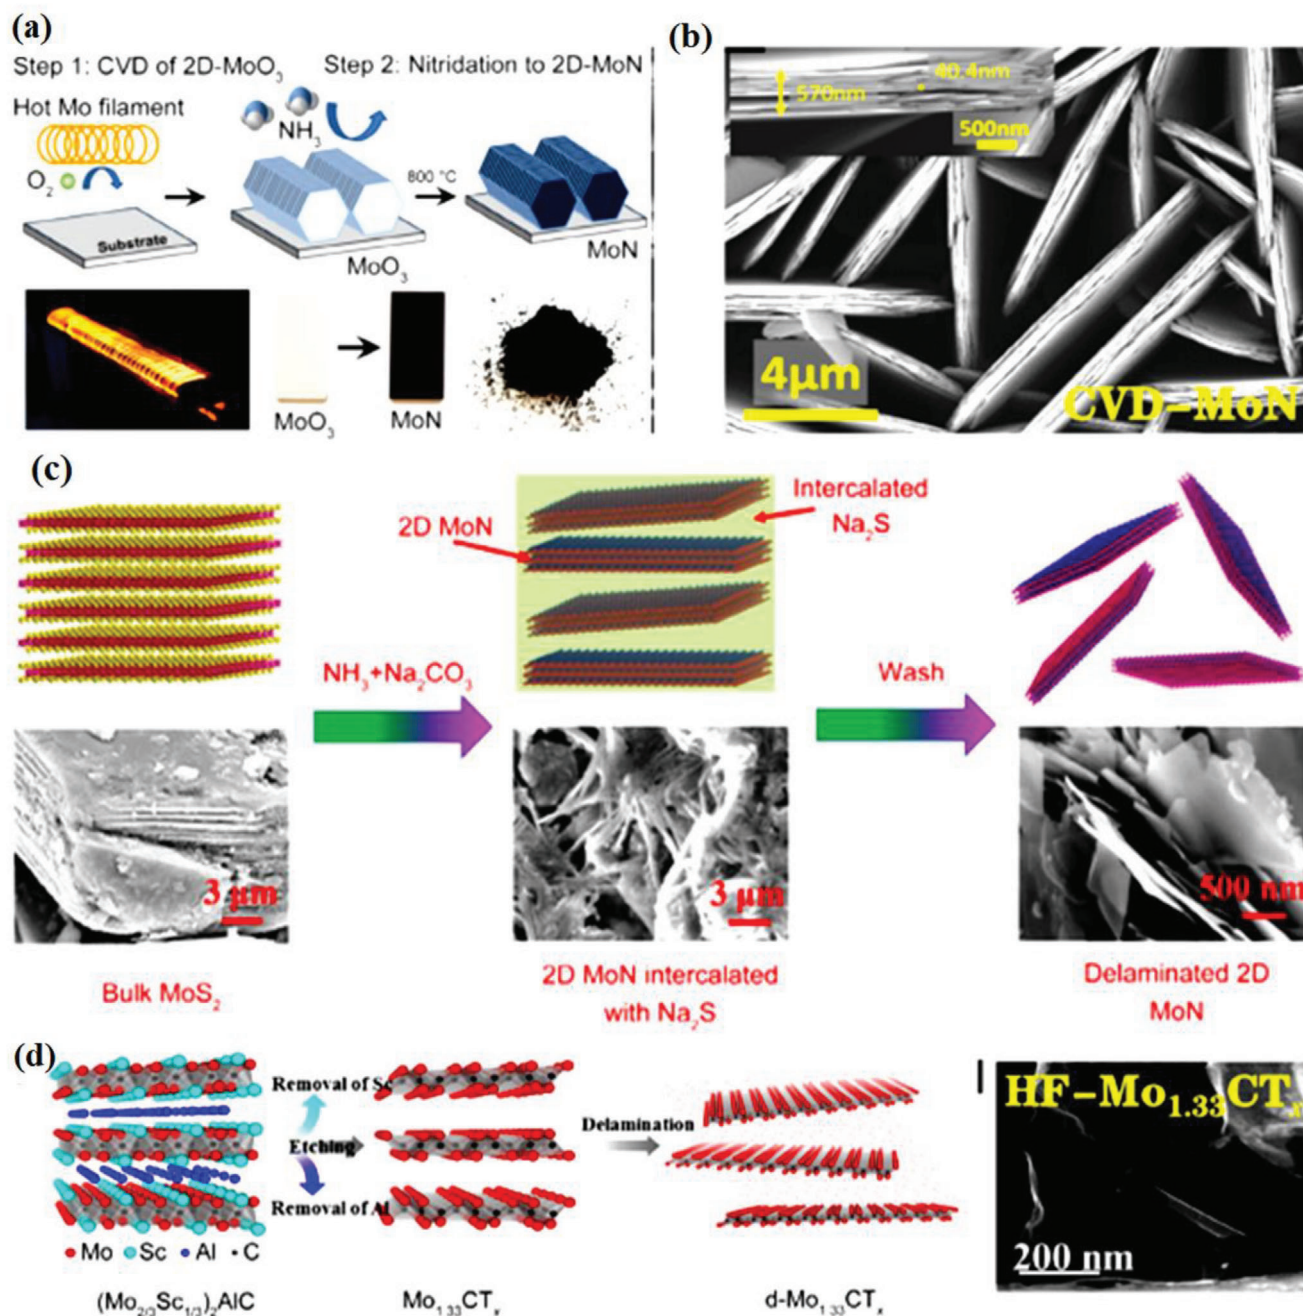 (a)
Step 1: CVD of 2D-MoO₃
Step 2: Nitridation to 2D-MoN
Hot Mo filament
NH₃
O₂
800 °C
Substrate
MoO₃
MoN
MoO₃
MoN
(b)
570nm
40.4nm
500nm
4μm
CVD-MoN
(c)
2D MoN
Intercalated
Na₂S
NH₃+Na₂CO₃
Wash
3 μm
3 μm
500 nm
Bulk MoS₂
2D MoN intercalated
with Na₂S
Delaminated 2D
MoN
(d)
Removal of Sc
Etching
Removal of Al
Delamination
Mo Sc Al C
(Mo₂/₃Sc₁/₃)₂AlC
Mo₁.₃₃CTₓ
d-Mo₁.₃₃CTₓ
HF-Mo₁.₃₃CTₓ
200 nm